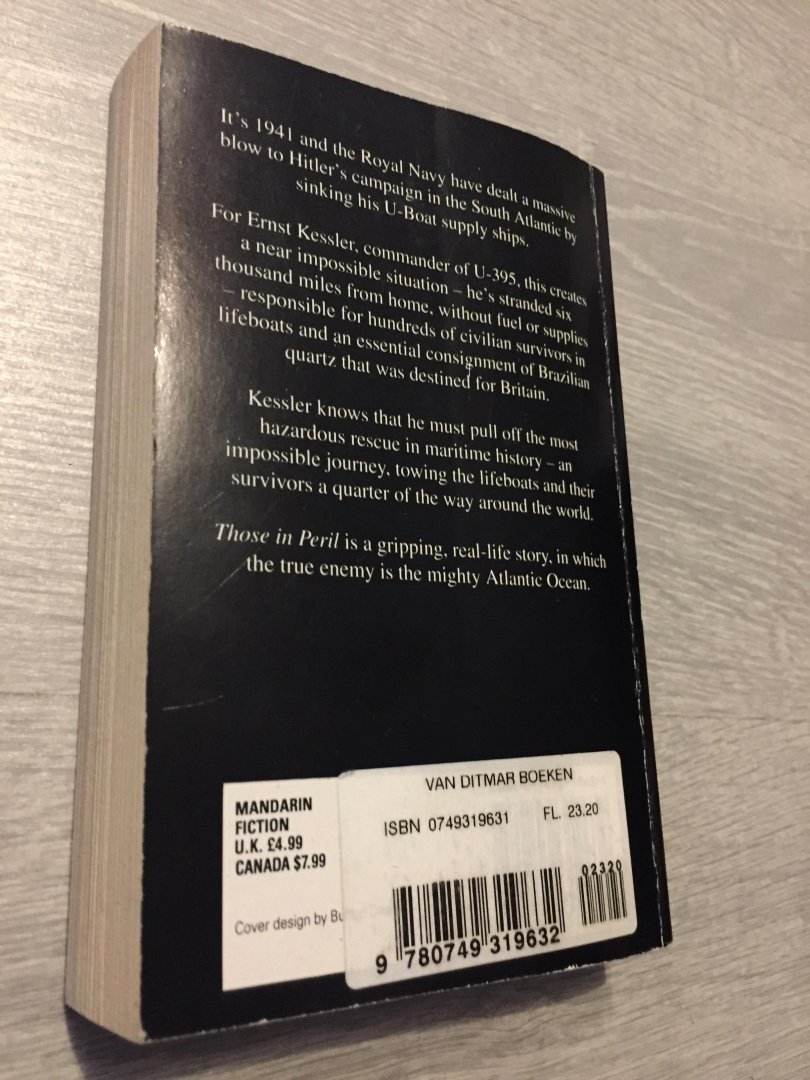 It's 1941 and the Royal Navy have dealt a massive
blow to Hitler's campaign in the South Atlantic by
sinking his U-Boat supply ships.
For Ernst Kessler, commander of U-395, this creates
a near impossible situation – he's stranded six
thousand miles from home, without fuel or supplies
– responsible for hundreds of civilian survivors in
lifeboats and an essential consignment of Brazilian
quartz that was destined for Britain.
Kessler knows that he must pull off the most
hazardous rescue in maritime history – an
impossible journey, towing the lifeboats and their
survivors a quarter of the way around the world.
Those in Peril is a gripping, real-life story, in which
the true enemy is the mighty Atlantic Ocean.
MANDARIN
FICTION
U.K. £4.99
CANADA $7.99
Cover design by
VAN DITMAR BOEKEN
ISBN 0749319631 FL. 23.20
02320
9 780749 319632